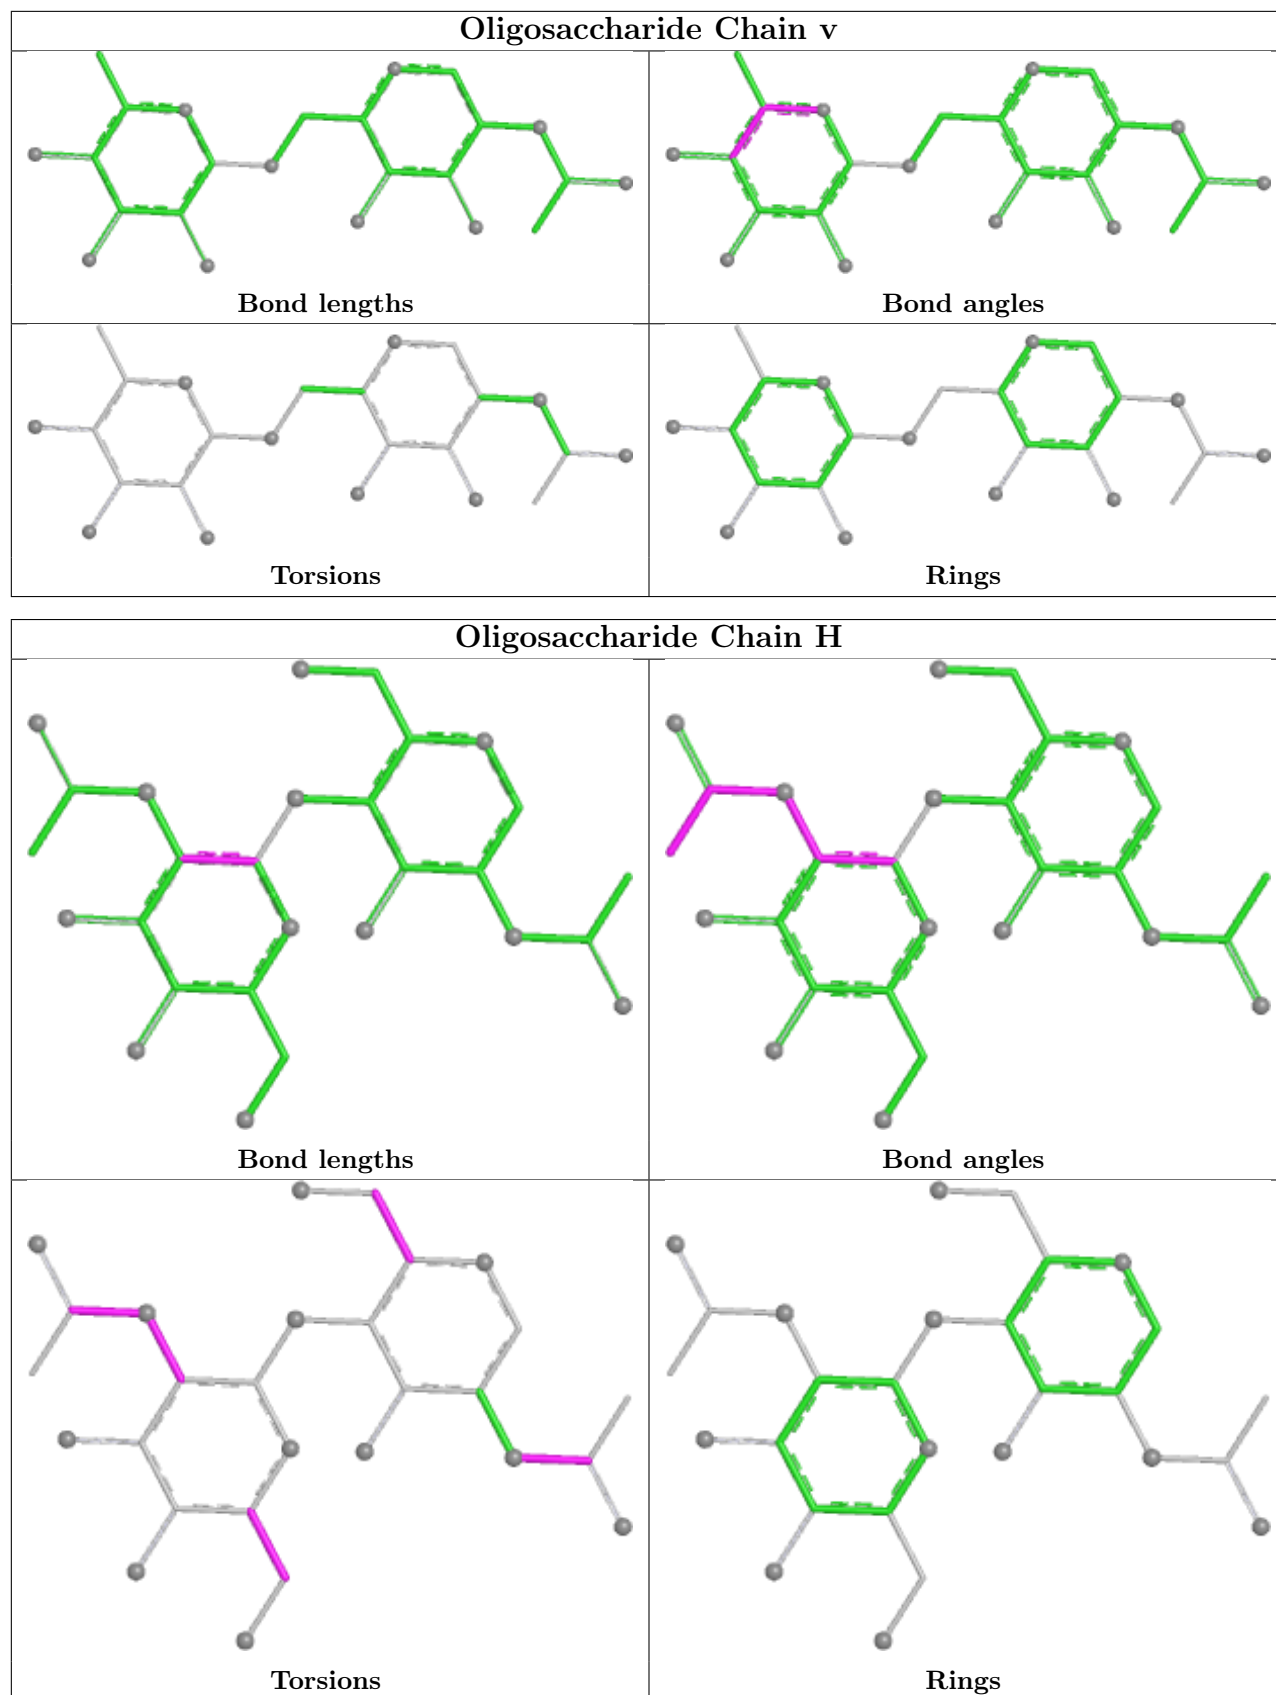 Oligosaccharide Chain v
Bond lengths
Bond angles
Torsions
Rings
Oligosaccharide Chain H
Bond lengths
Bond angles
Torsions
Rings